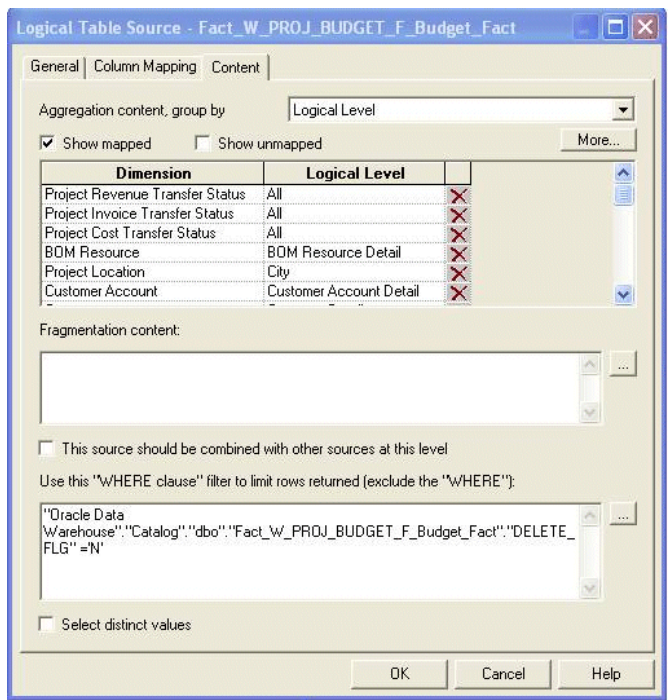 Logical Table Source - Fact_W_PROJ_BUDGET_F_Budget_Fact
General Column Mapping Content
Aggregation content, group by Logical Level
Show mapped Show unmapped More...
Dimension Logical Level
Project Revenue Transfer Status All
Project Invoice Transfer Status All
Project Cost Transfer Status All
BOM Resource BOM Resource Detail
Project Location City
Customer Account Customer Account Detail
Fragmentation content:
...
This source should be combined with other sources at this level
Use this "WHERE clause" filter to limit rows returned (exclude the "WHERE"):
"Oracle Data
Warehouse"."Catalog"."dbo"."Fact_W_PROJ_BUDGET_F_Budget_Fact"."DELETE_
FLG" ='N'
...
Select distinct values
OK Cancel Help